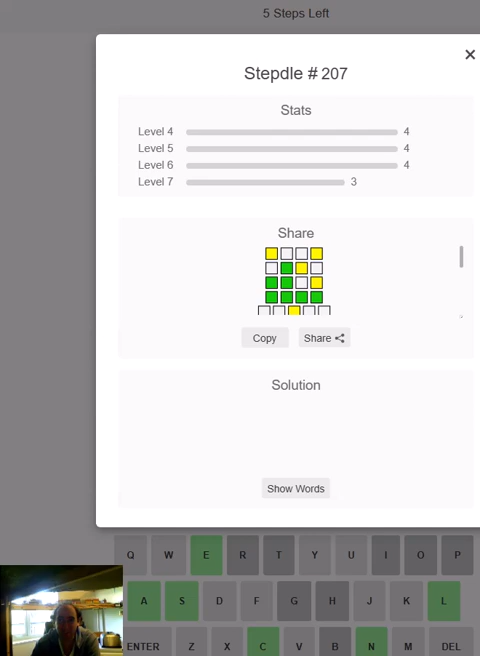 5 Steps Left
×
Stepdle # 207
Stats
Level 4 4
Level 5 4
Level 6 4
Level 7 3
Share
Copy Share
Solution
Show Words
Q W E R T Y U I O P
A S D F G H J K L
ENTER Z X C V B N M DEL